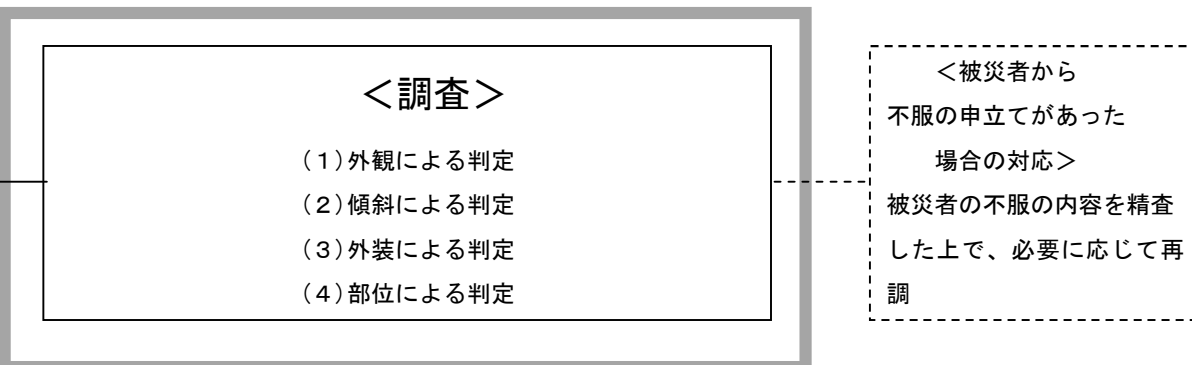 ＜調査＞
（１）外観による判定
（２）傾斜による判定
（３）外装による判定
（４）部位による判定
＜被災者から
不服の申立てがあった
場合の対応＞
被災者の不服の内容を精査
した上で、必要に応じて再
調